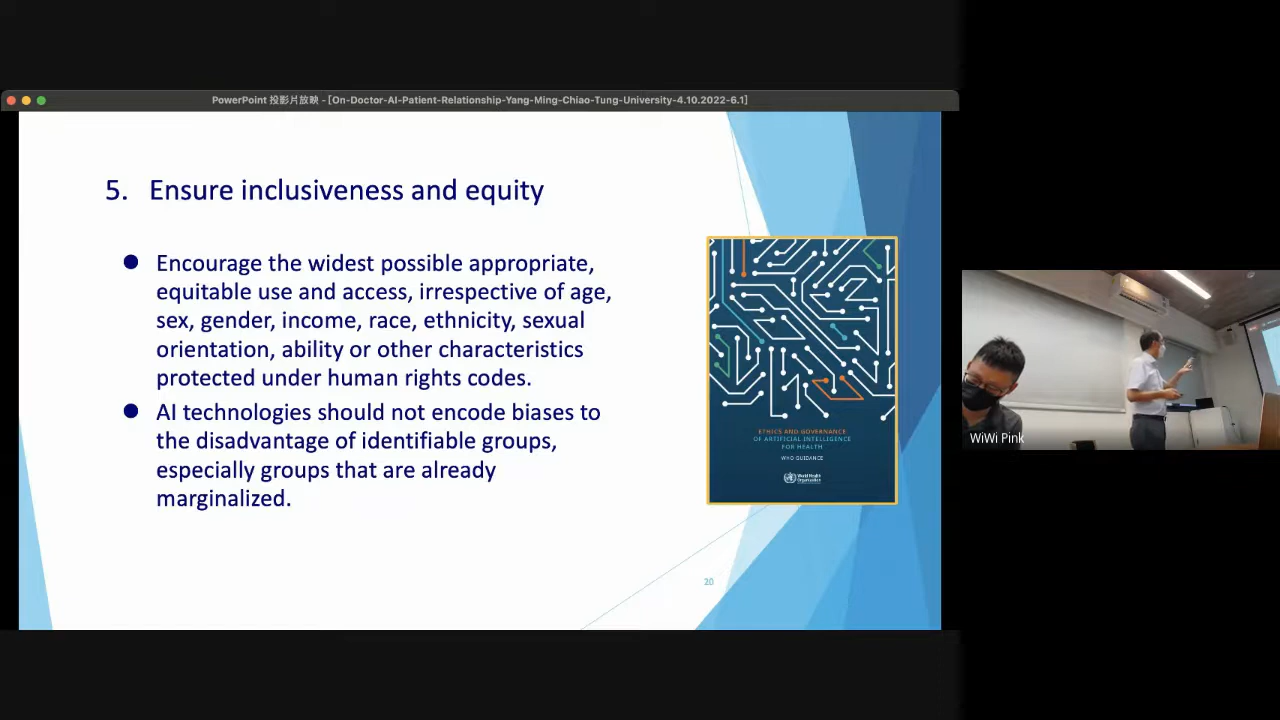 PowerPoint 投影片放映 - [On-Doctor-AI-Patient-Relationship-Yang-Ming-Chiao-Tung-University-4.10.2022-6.1]
5. Ensure inclusiveness and equity
● Encourage the widest possible appropriate,
equitable use and access, irrespective of age,
sex, gender, income, race, ethnicity, sexual
orientation, ability or other characteristics
protected under human rights codes.
● AI technologies should not encode biases to
the disadvantage of identifiable groups,
especially groups that are already
marginalized.
ETHICS AND GOVERNANCE
OF ARTIFICIAL INTELLIGENCE
FOR HEALTH
WHO GUIDANCE
World Health
Organization
20
WiWi Pink